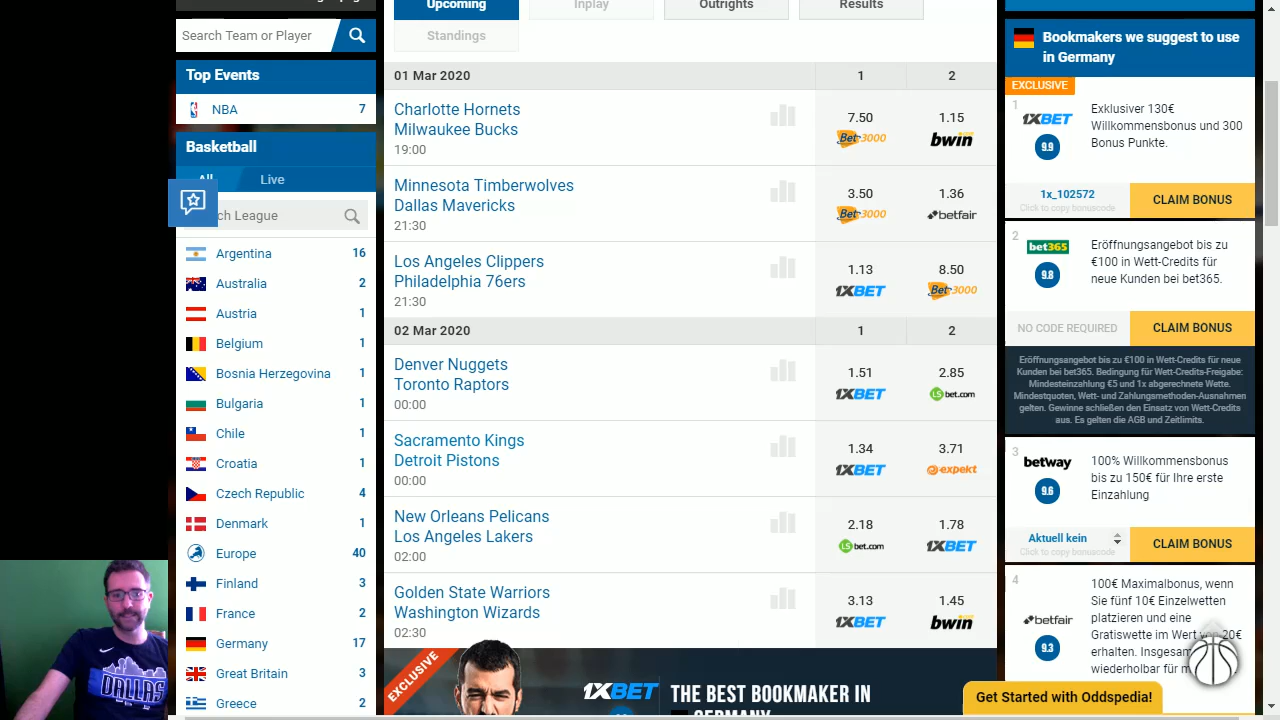 Upcoming
Inplay
Outrights
Results
Standings
Search Team or Player
Top Events
NBA 7
Basketball
All Live
ch League
Argentina 16
Australia 2
Austria 1
Belgium 1
Bosnia Herzegovina 1
Bulgaria 1
Chile 1
Croatia 1
Czech Republic 4
Denmark 1
Europe 40
Finland 3
France 2
Germany 17
Great Britain 3
Greece 2
DALLAS
01 Mar 2020 1 2
Charlotte Hornets
Milwaukee Bucks
19:00
7.50 1.15
Bet3000 bwin
Minnesota Timberwolves
Dallas Mavericks
21:30
3.50 1.36
Bet3000 betfair
Los Angeles Clippers
Philadelphia 76ers
21:30
1.13 8.50
1XBET Bet3000
02 Mar 2020 1 2
Denver Nuggets
Toronto Raptors
00:00
1.51 2.85
1XBET LSbet.com
Sacramento Kings
Detroit Pistons
00:00
1.34 3.71
1XBET expekt
New Orleans Pelicans
Los Angeles Lakers
02:00
2.18 1.78
LSbet.com 1XBET
Golden State Warriors
Washington Wizards
02:30
3.13 1.45
1XBET bwin
EXCLUSIVE
1XBET
THE BEST BOOKMAKER IN
GERMANY
Bookmakers we suggest to use
in Germany
EXCLUSIVE
1
1XBET
9.9
Exklusiver 130€
Willkommensbonus und 300
Bonus Punkte.
1x_102572
Click to copy bonuscode
CLAIM BONUS
2
bet365
9.8
Eröffnungsangebot bis zu
€100 in Wett-Credits für
neue Kunden bei bet365.
NO CODE REQUIRED
CLAIM BONUS
Eröffnungsangebot bis zu €100 in Wett-Credits für neue
Kunden bei bet365. Bedingung für Wett-Credits-Freigabe:
Mindesteinzahlung €5 und 1x abgerechnete Wette.
Mindestquoten, Wett- und Zahlungsmethoden-Ausnahmen
gelten. Gewinne schließen den Einsatz von Wett-Credits
aus. Es gelten die AGB und Zeitlimits.
3
betway
9.6
100% Willkommensbonus
bis zu 150€ für Ihre erste
Einzahlung
Aktuell kein
Click to copy bonuscode
CLAIM BONUS
4
betfair
9.3
100€ Maximalbonus, wenn
Sie fünf 10€ Einzelwetten
platzieren und eine
Gratiswette im Wert von 20€
erhalten.
wiederholbar für
Get Started with Oddspedia!